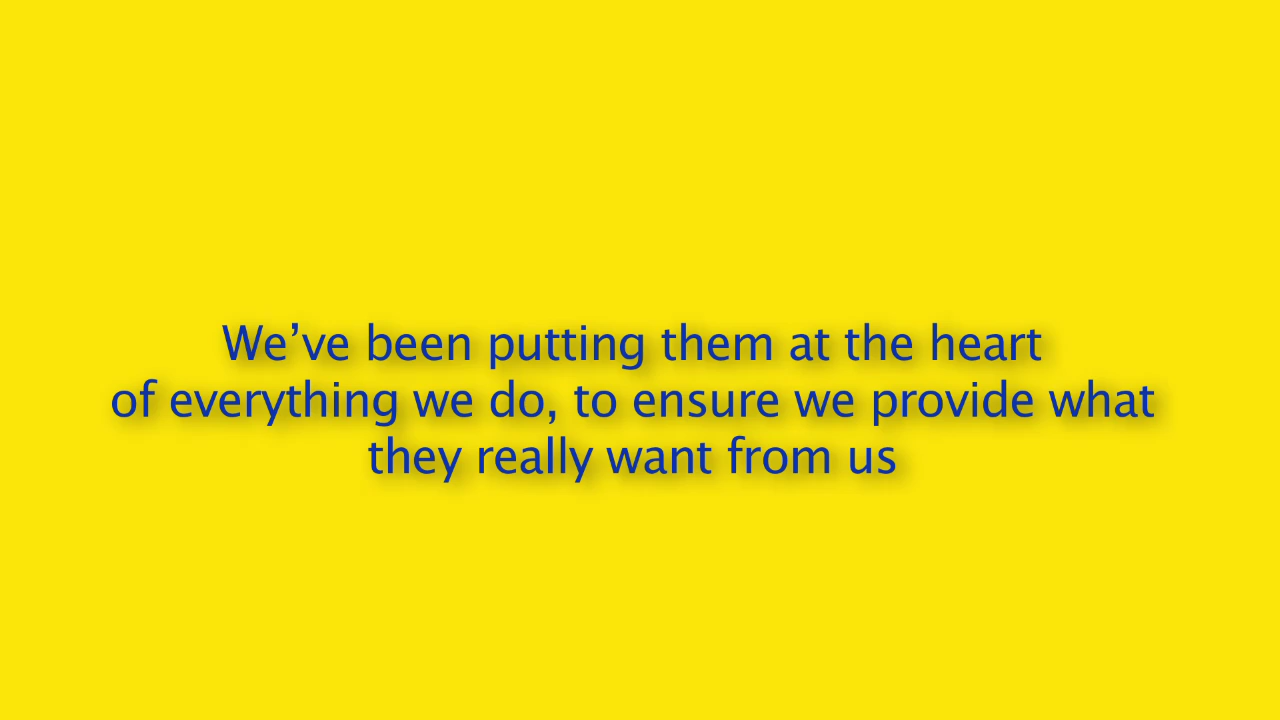 We’ve been putting them at the heart
of everything we do, to ensure we provide what
they really want from us